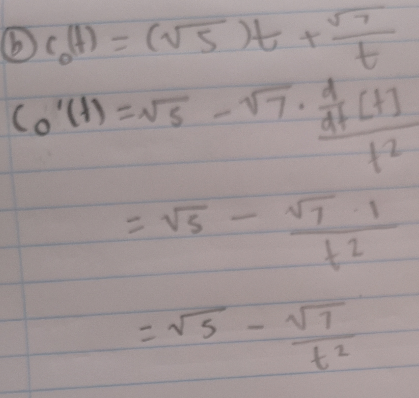 ⓑ C₀(t) = (√5)t + √7/t
C₀'(t) = √5 - √7 · d/dt [t]/t²
= √5 - √7 · 1/t²
= √5 - √7/t²